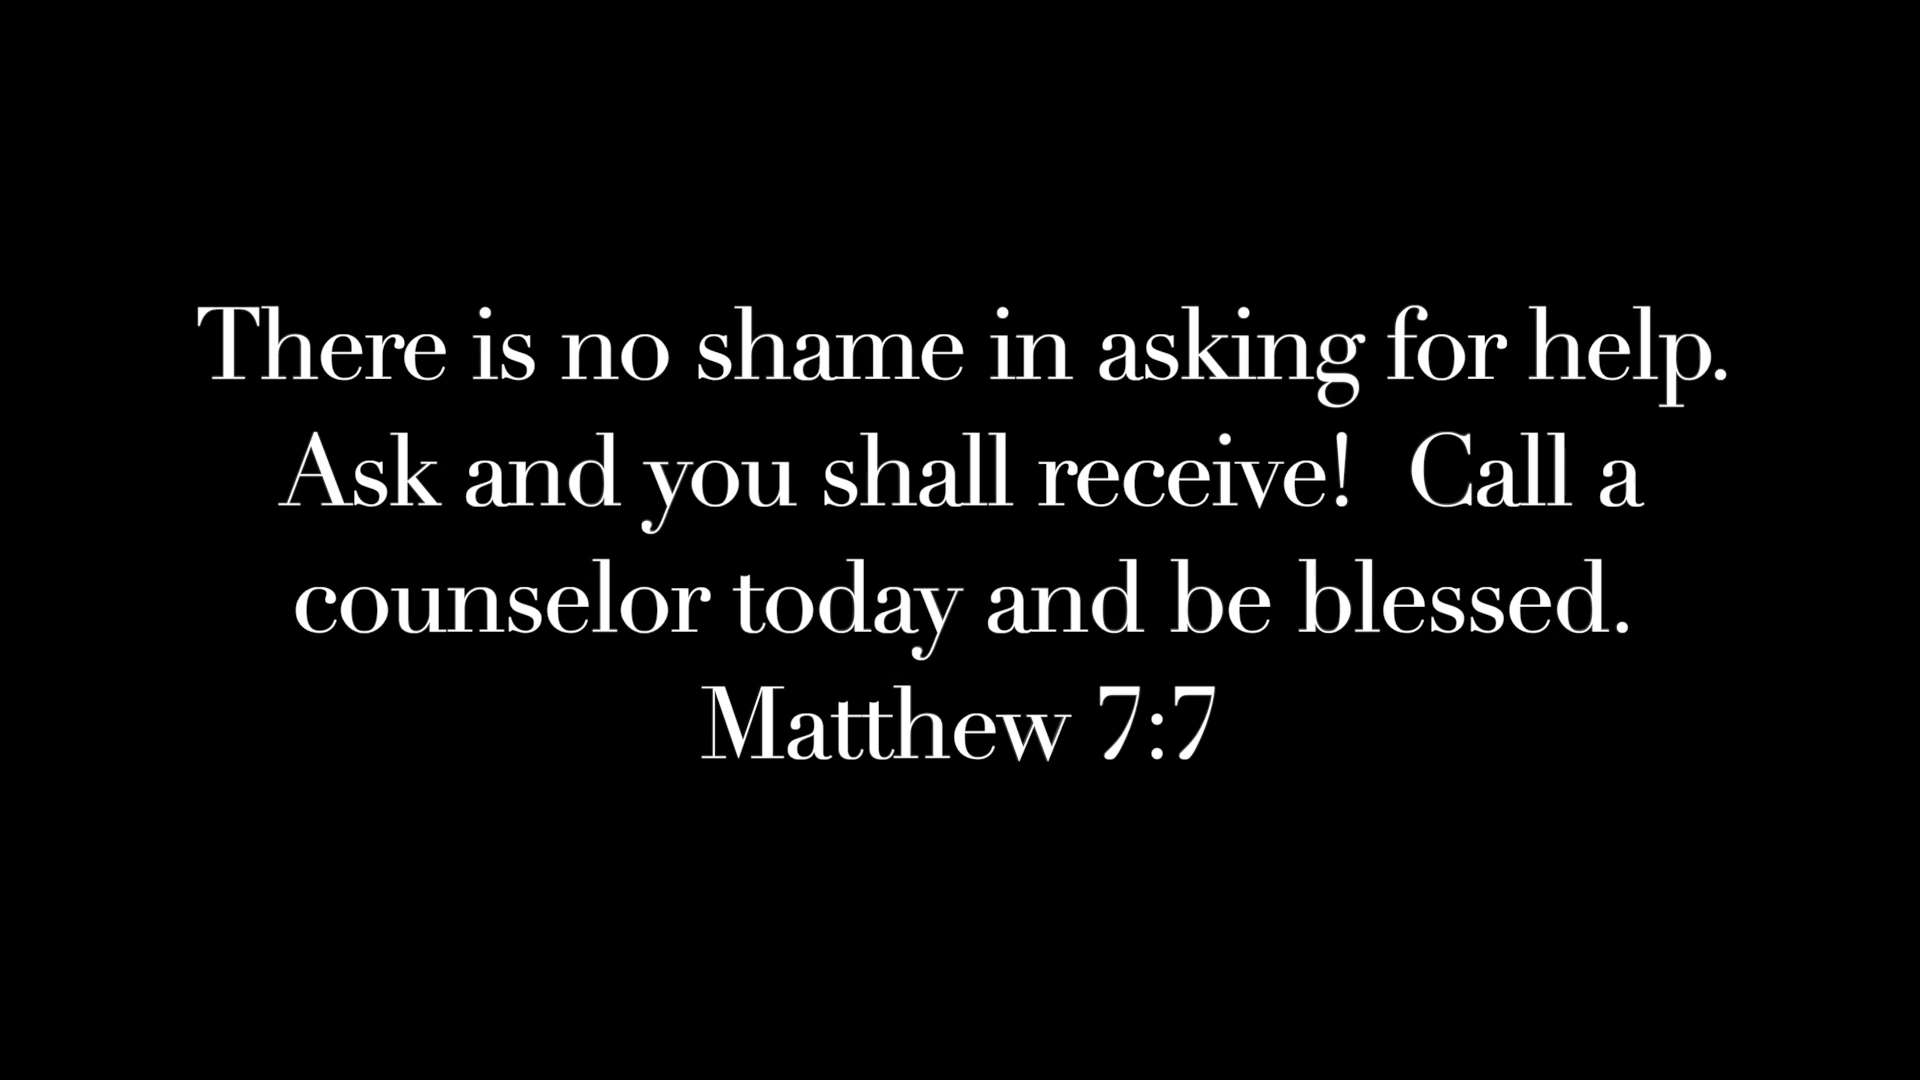 There is no shame in asking for help.
Ask and you shall receive!  Call a
counselor today and be blessed.
Matthew 7:7